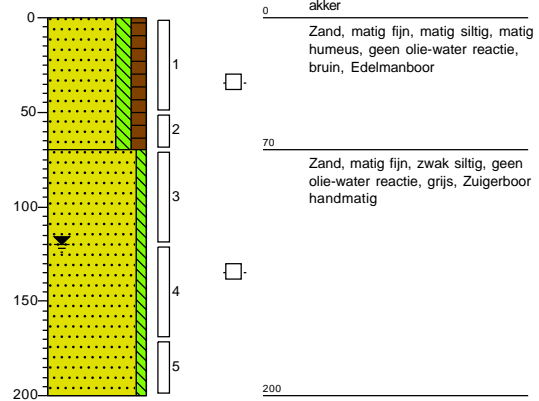 akker
0
0
Zand, matig fijn, matig siltig, matig
humeus, geen olie-water reactie,
bruin, Edelmanboor
1
50
2
70
Zand, matig fijn, zwak siltig, geen
olie-water reactie, grijs, Zuigerboor
handmatig
3
100
4
150
5
200
200